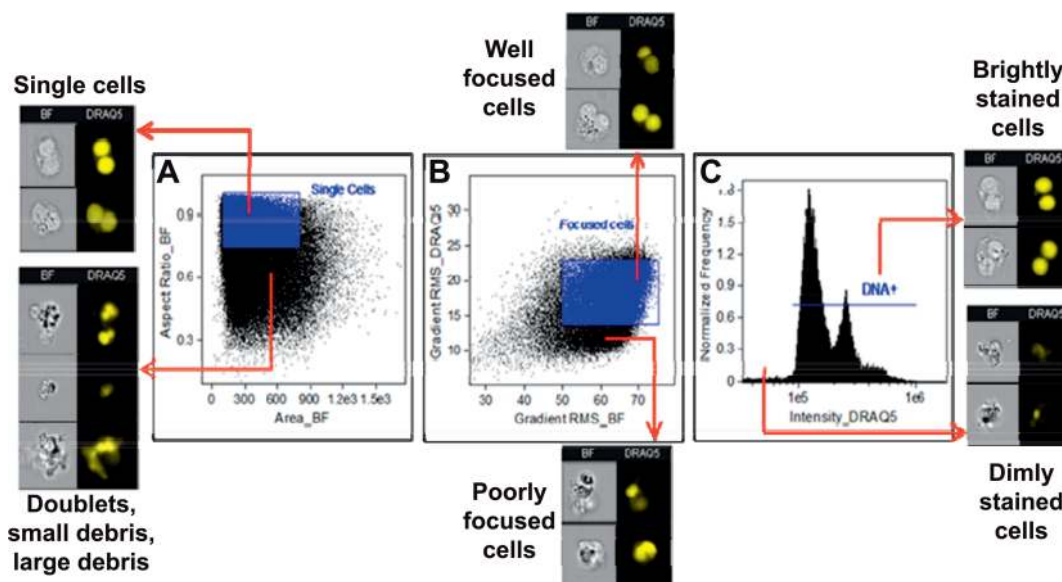 Single cells
BF DRAQ5
Doublets,
small debris,
large debris
BF DRAQ5
A
Single Cells
Aspect Ratio_BF
0.9
0.6
0.3
0 300 600 900 1.2e3 1.5e3
Area_BF
Well
focused
cells
BF DRAQ5
B
Focused cells
Gradient RMS_DRAQ5
30
25
20
15
10
30 40 50 60 70
Gradient RMS_BF
Poorly
focused
cells
BF DRAQ5
C
Normalized Frequency
1.8
1.5
1.2
0.9
0.6
0.3
0
DNA+
1e5 1e6
Intensity_DRAQ5
Brightly
stained
cells
BF DRAQ5
BF DRAQ5
Dimly
stained
cells